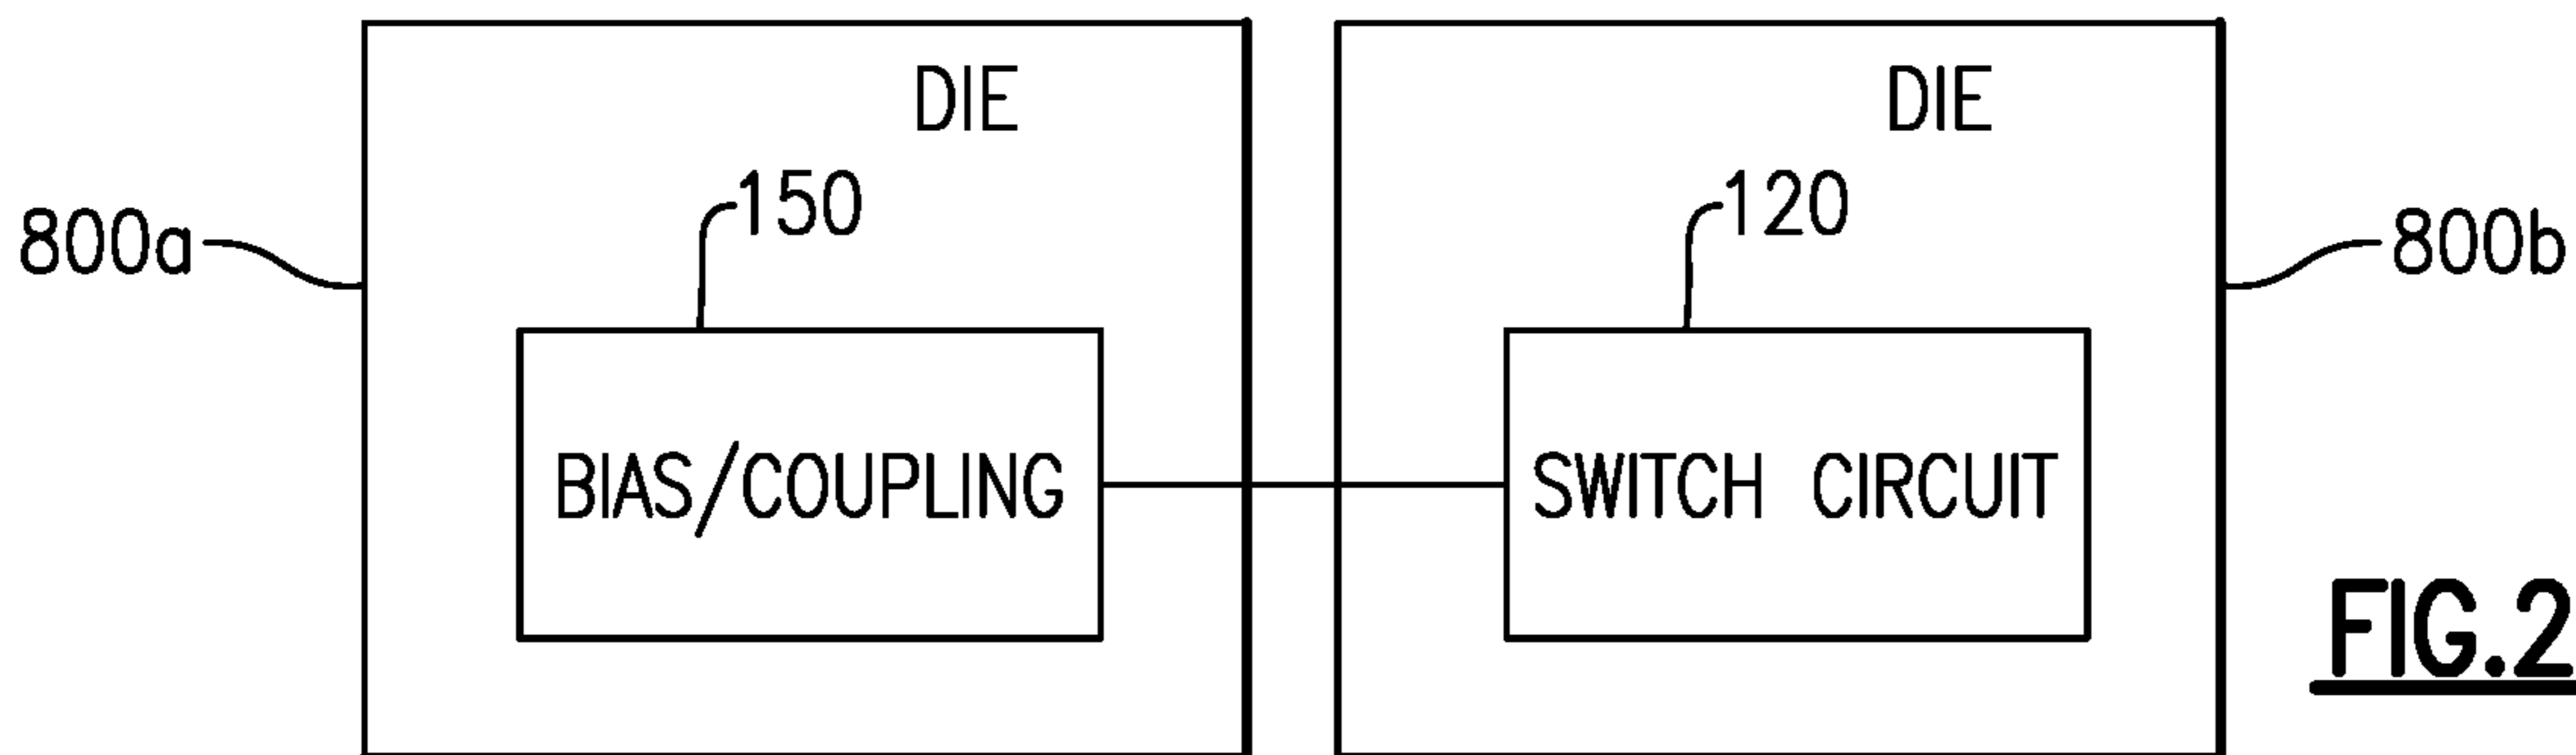 DIE
DIE
150
120
800a
800b
BIAS/COUPLING
SWITCH CIRCUIT
FIG.2